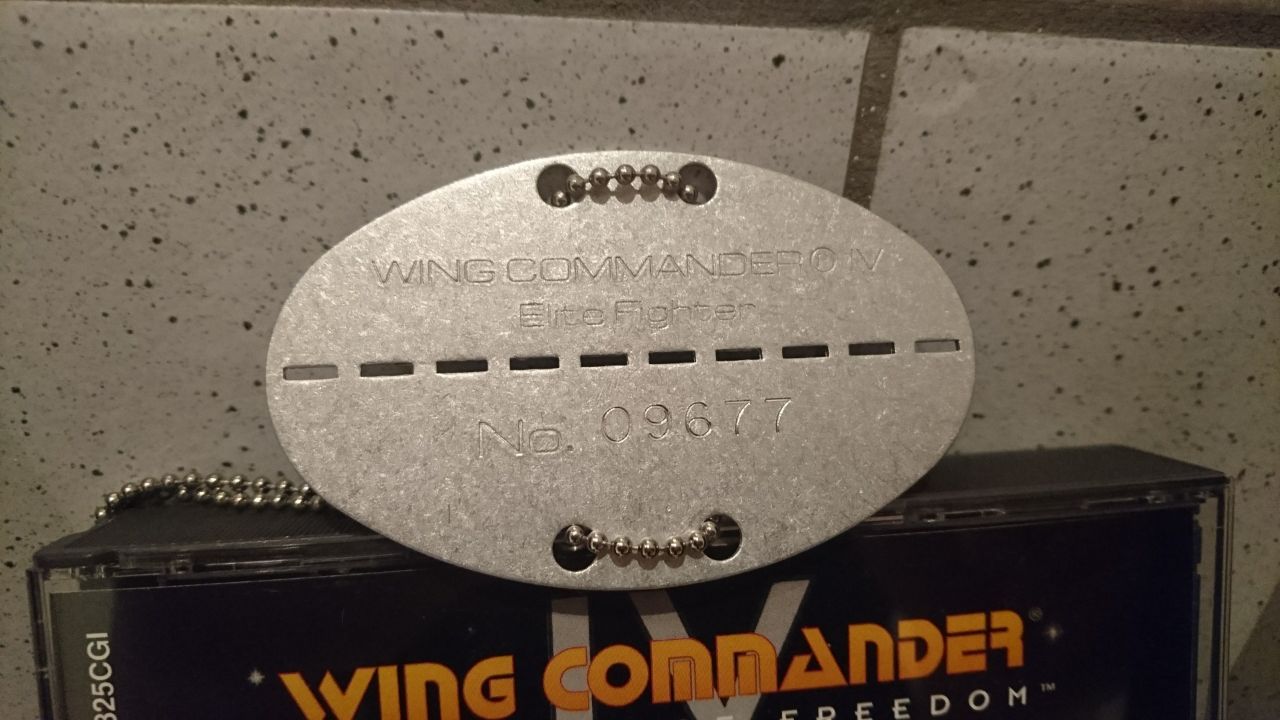 WING COMMANDER® IV
Elite Fighter
No. 09677
IV
WING COMMANDER®
FREEDOM™
325CGI